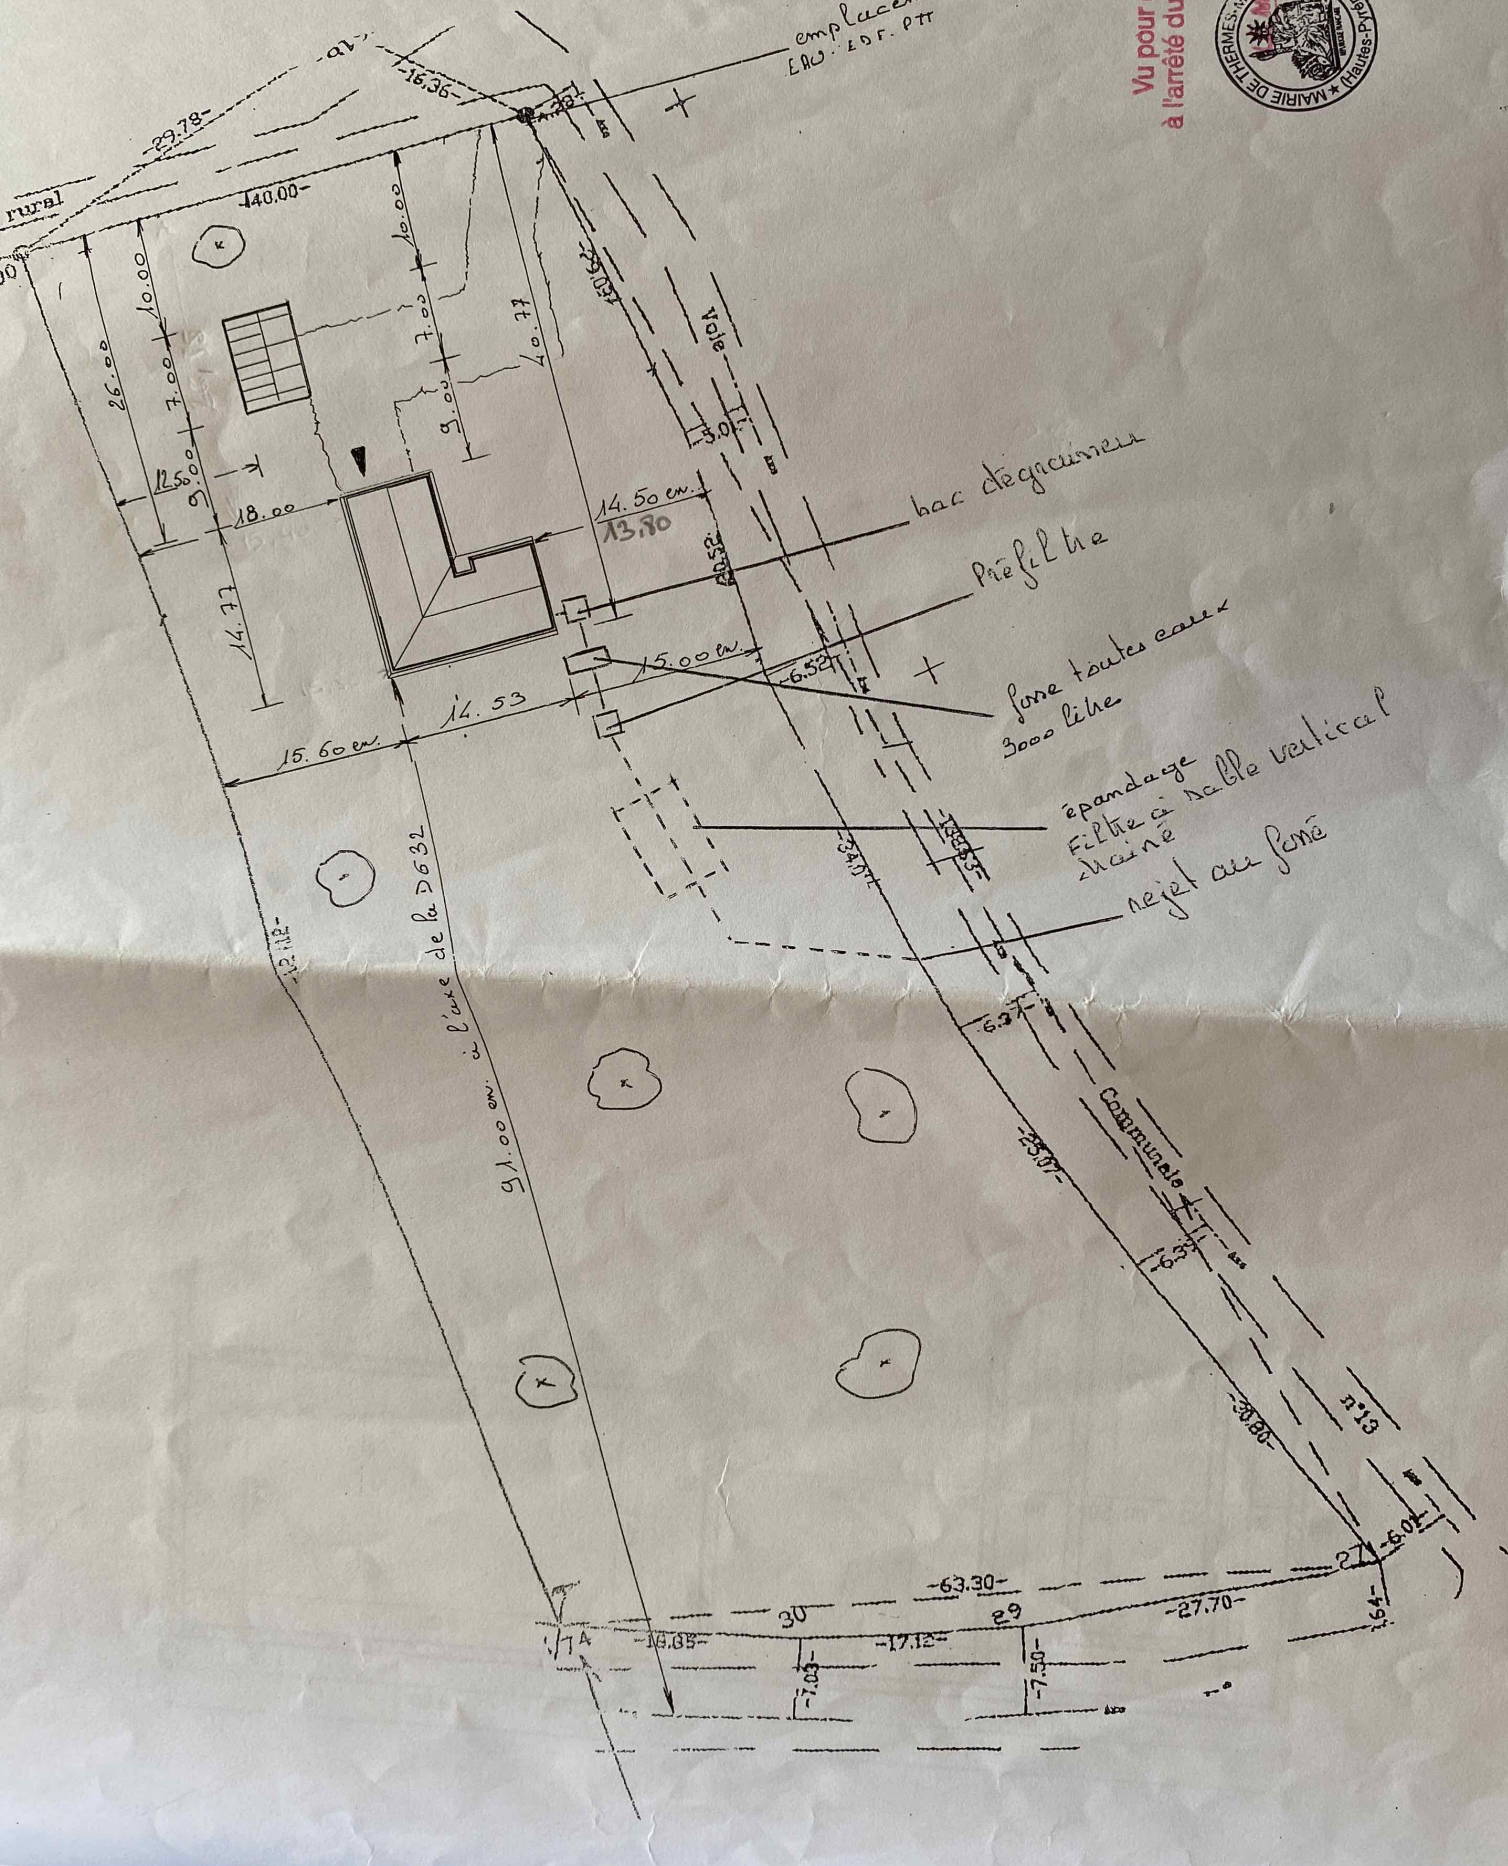 emplace
EAU. EDF. PTT
Vu pour
à l'arrêté du
MAIRIE DE THERMES-M
(Hautes-Pyré
-16.36-
-29.78-
rural
-40.00-
10.00
10.00
26.00
7.00
7.00
40.77
Voie
9.00
9.00
12.50
18.00
14.50 en.
13.80
-5.0
bac dégraisseur
Préfiltre
14.77
15.00 en.
-6.52
fosse toutes eaux
3000 litre
14.53
15.60 en.
épandage
Filtre à sable vertical
drainé
rejet au fossé
91.00 en. à l'axe de la D632
6.27-
Communale
-6.39
n°13
-30.80-
-6.01
27
-63.30-
30
29
-27.70-
-17.12-
-7.03-
-7.50-
Axe